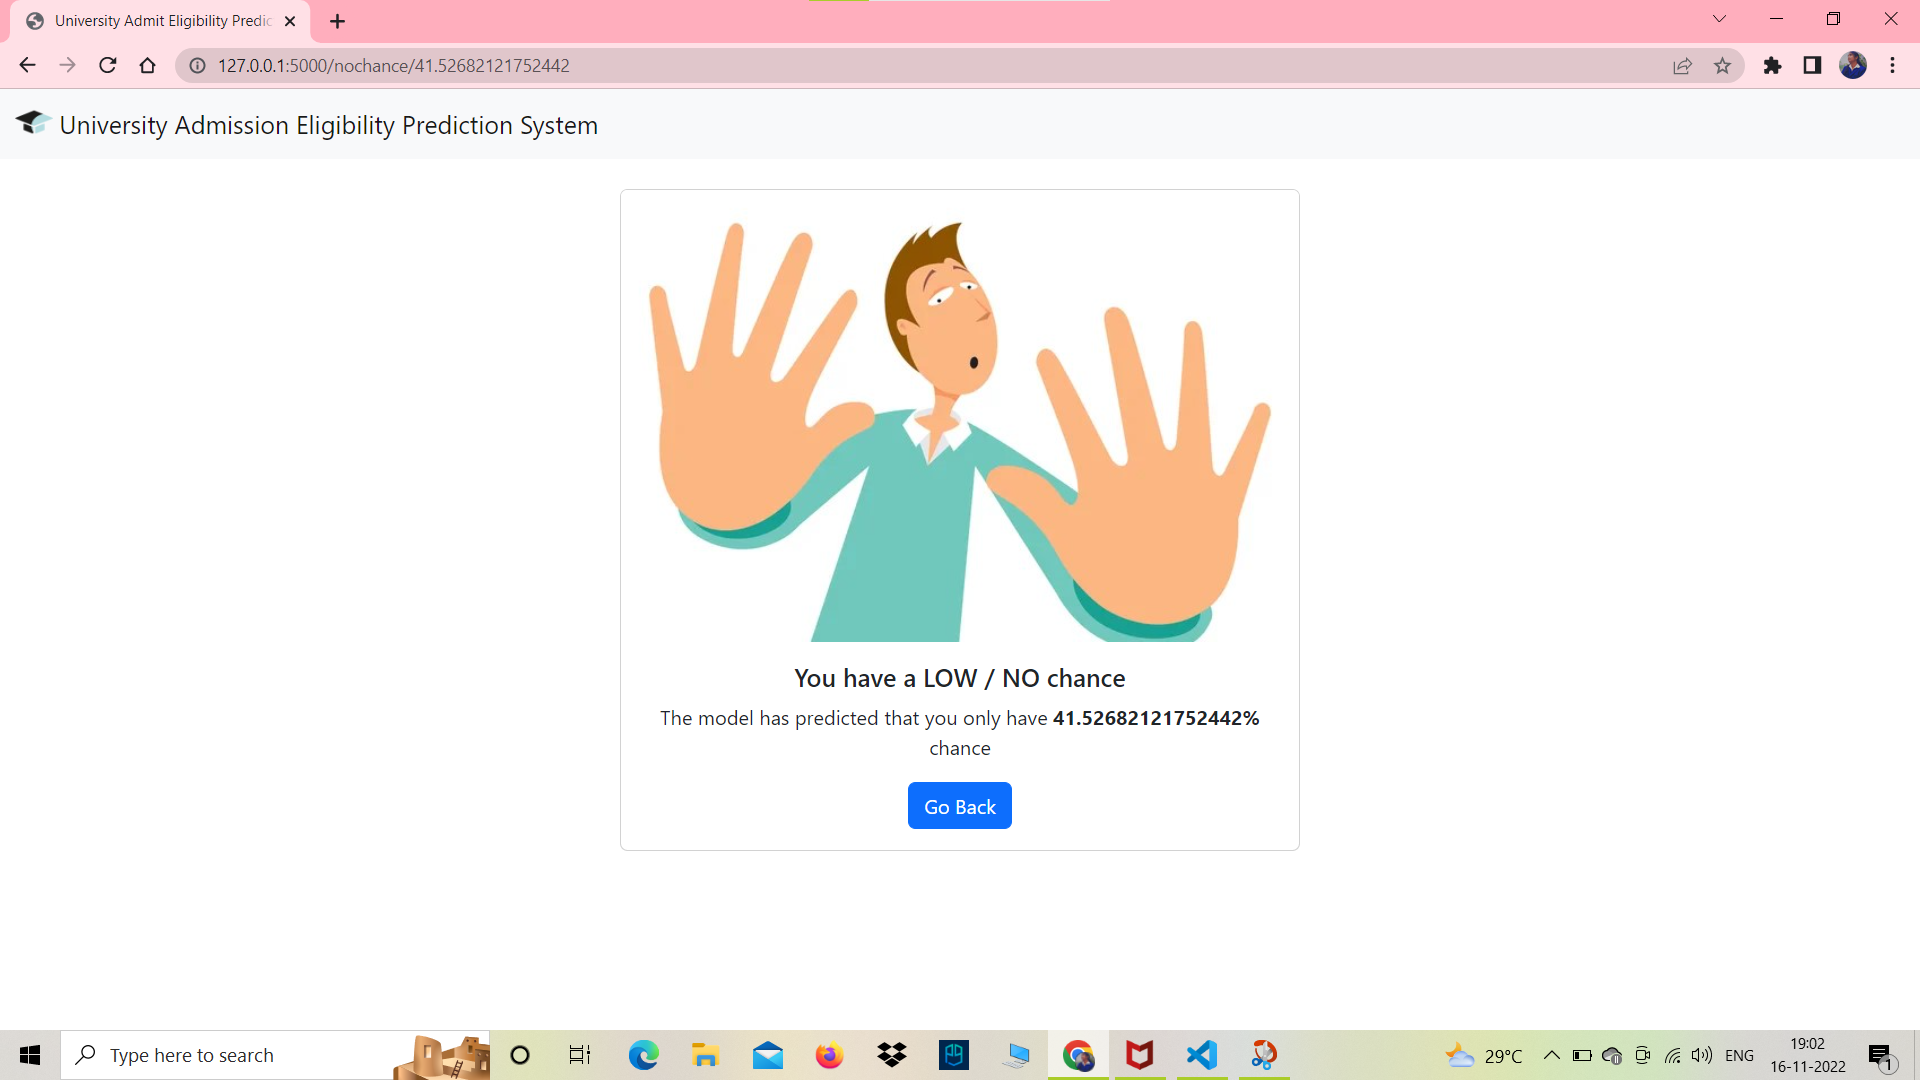 University Admit Eligibility Predic
127.0.0.1:5000/nochance/41.52682121752442
University Admission Eligibility Prediction System
You have a LOW / NO chance
The model has predicted that you only have 41.52682121752442%
chance
Go Back
Type here to search
29°C
ENG
19:02
16-11-2022
1